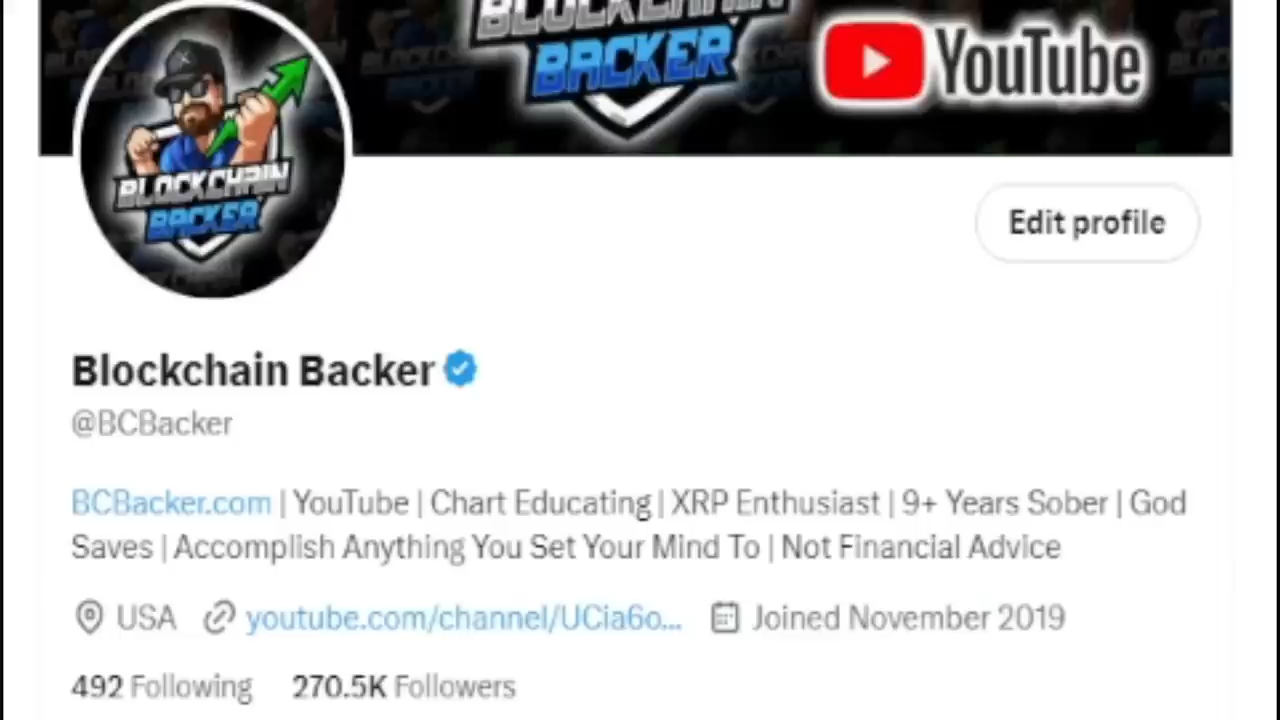 BLOCKCHAIN
BACKER
YouTube
BLOCKCHAIN
BACKER
Edit profile
Blockchain Backer
@BCBacker
BCBacker.com | YouTube | Chart Educating | XRP Enthusiast | 9+ Years Sober | God
Saves | Accomplish Anything You Set Your Mind To | Not Financial Advice
USA youtube.com/channel/UCia6o... Joined November 2019
492 Following 270.5K Followers